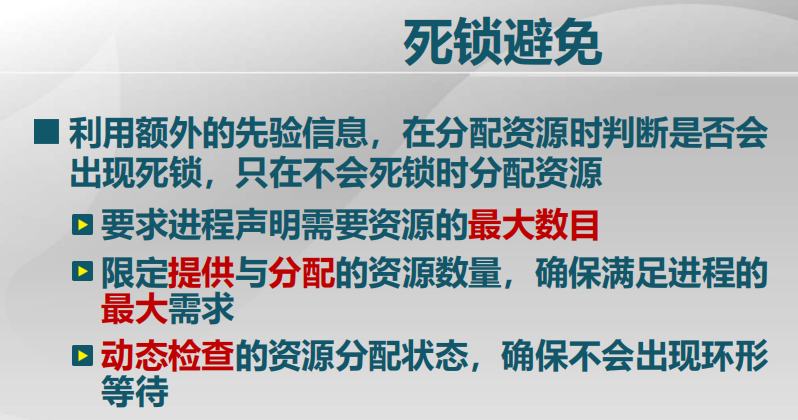 死锁避免
利用额外的先验信息，在分配资源时判断是否会
出现死锁，只在不会死锁时分配资源
要求进程声明需要资源的最大数目
限定提供与分配的资源数量，确保满足进程的
最大需求
动态检查的资源分配状态，确保不会出现环形
等待